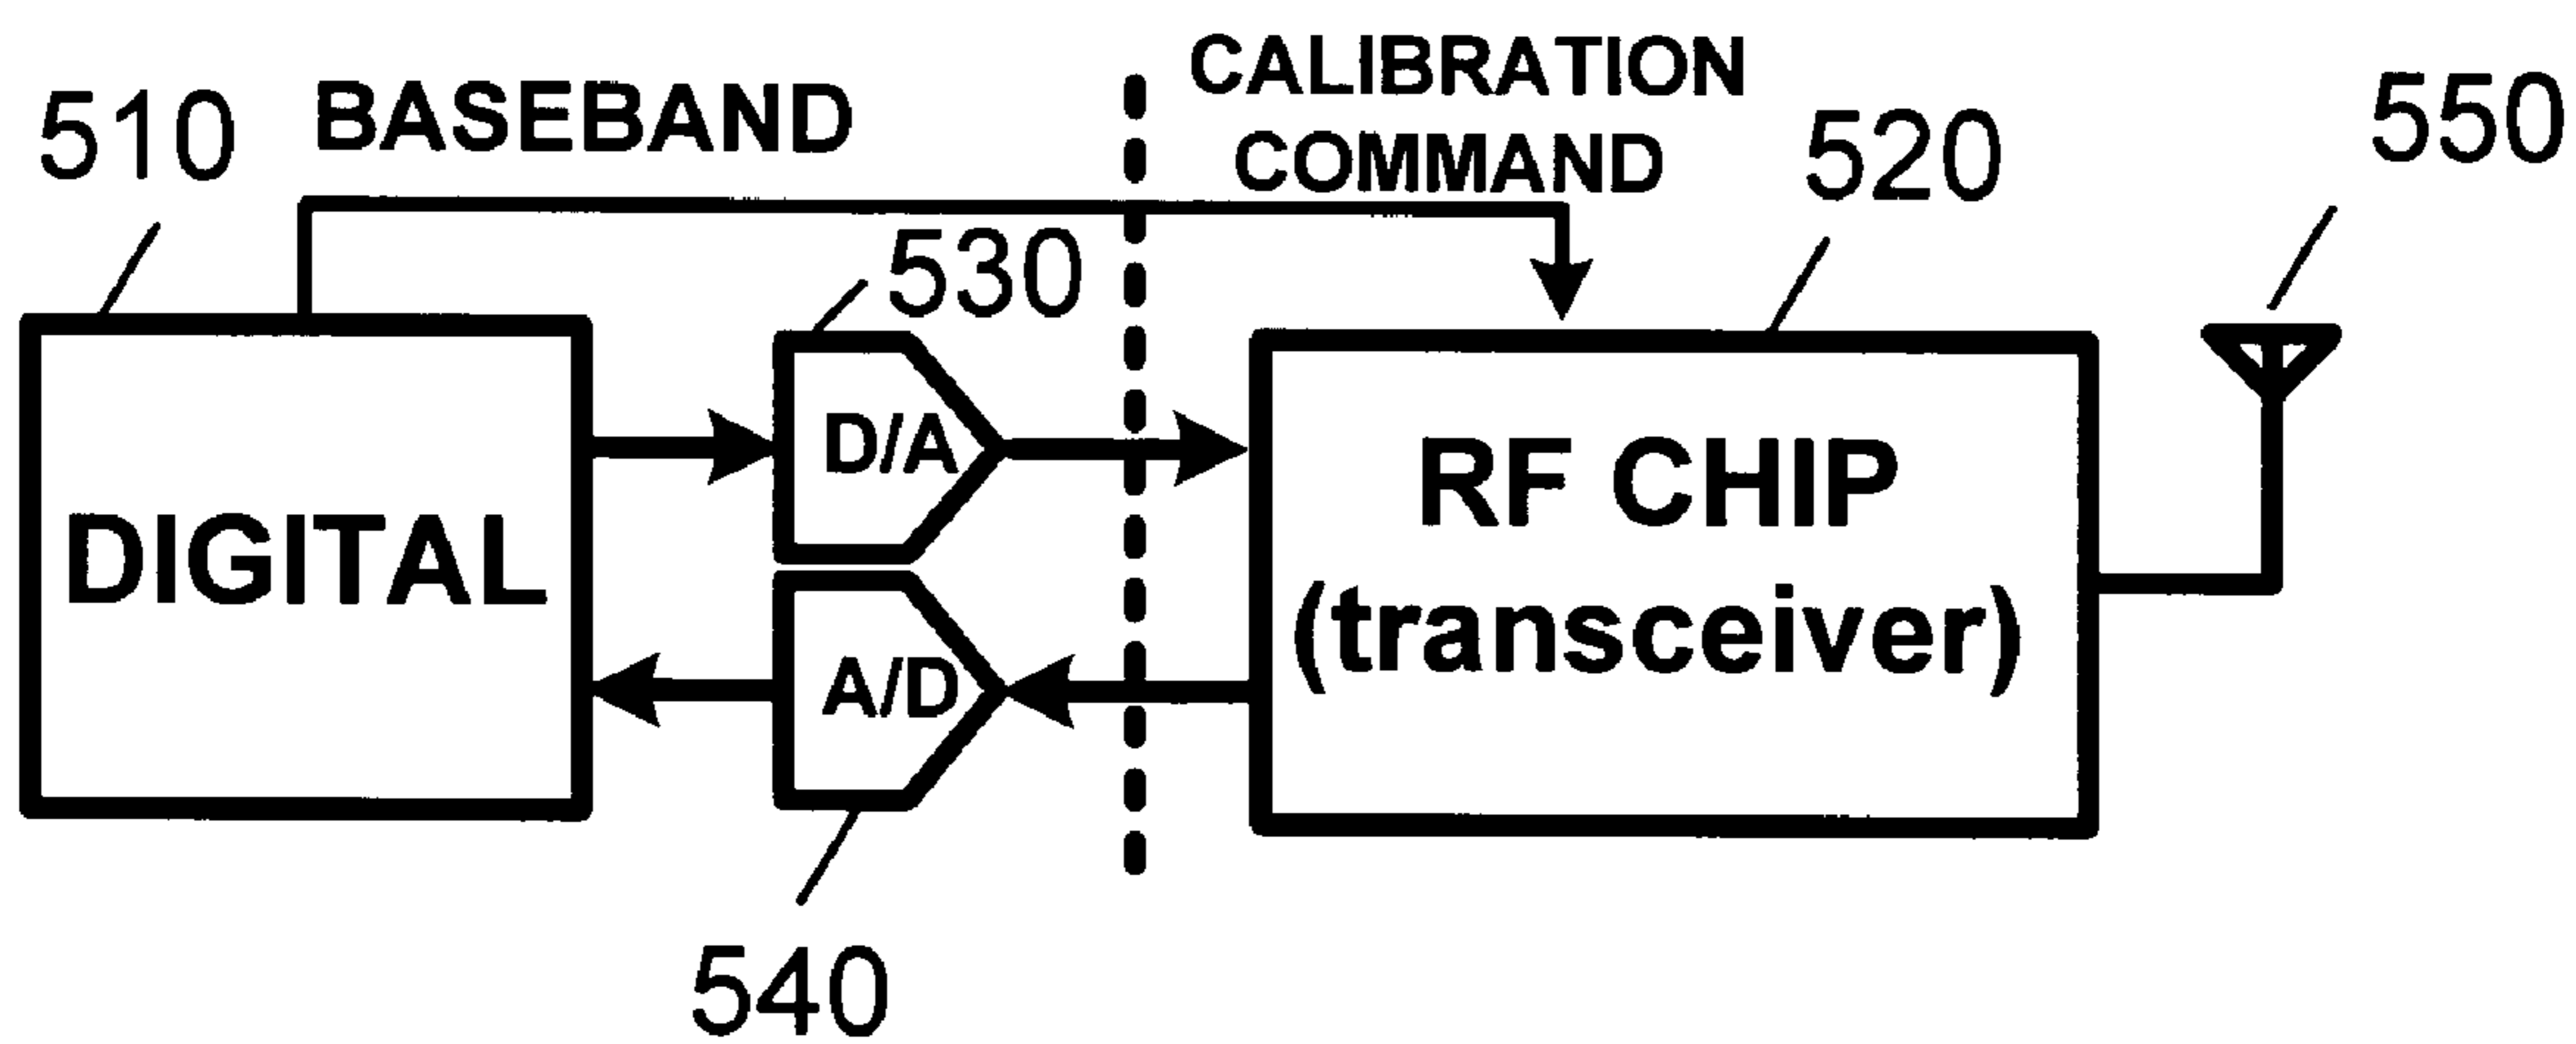 510
BASEBAND
CALIBRATION
COMMAND
520
550
530
D/A
DIGITAL
RF CHIP
(transceiver)
A/D
540